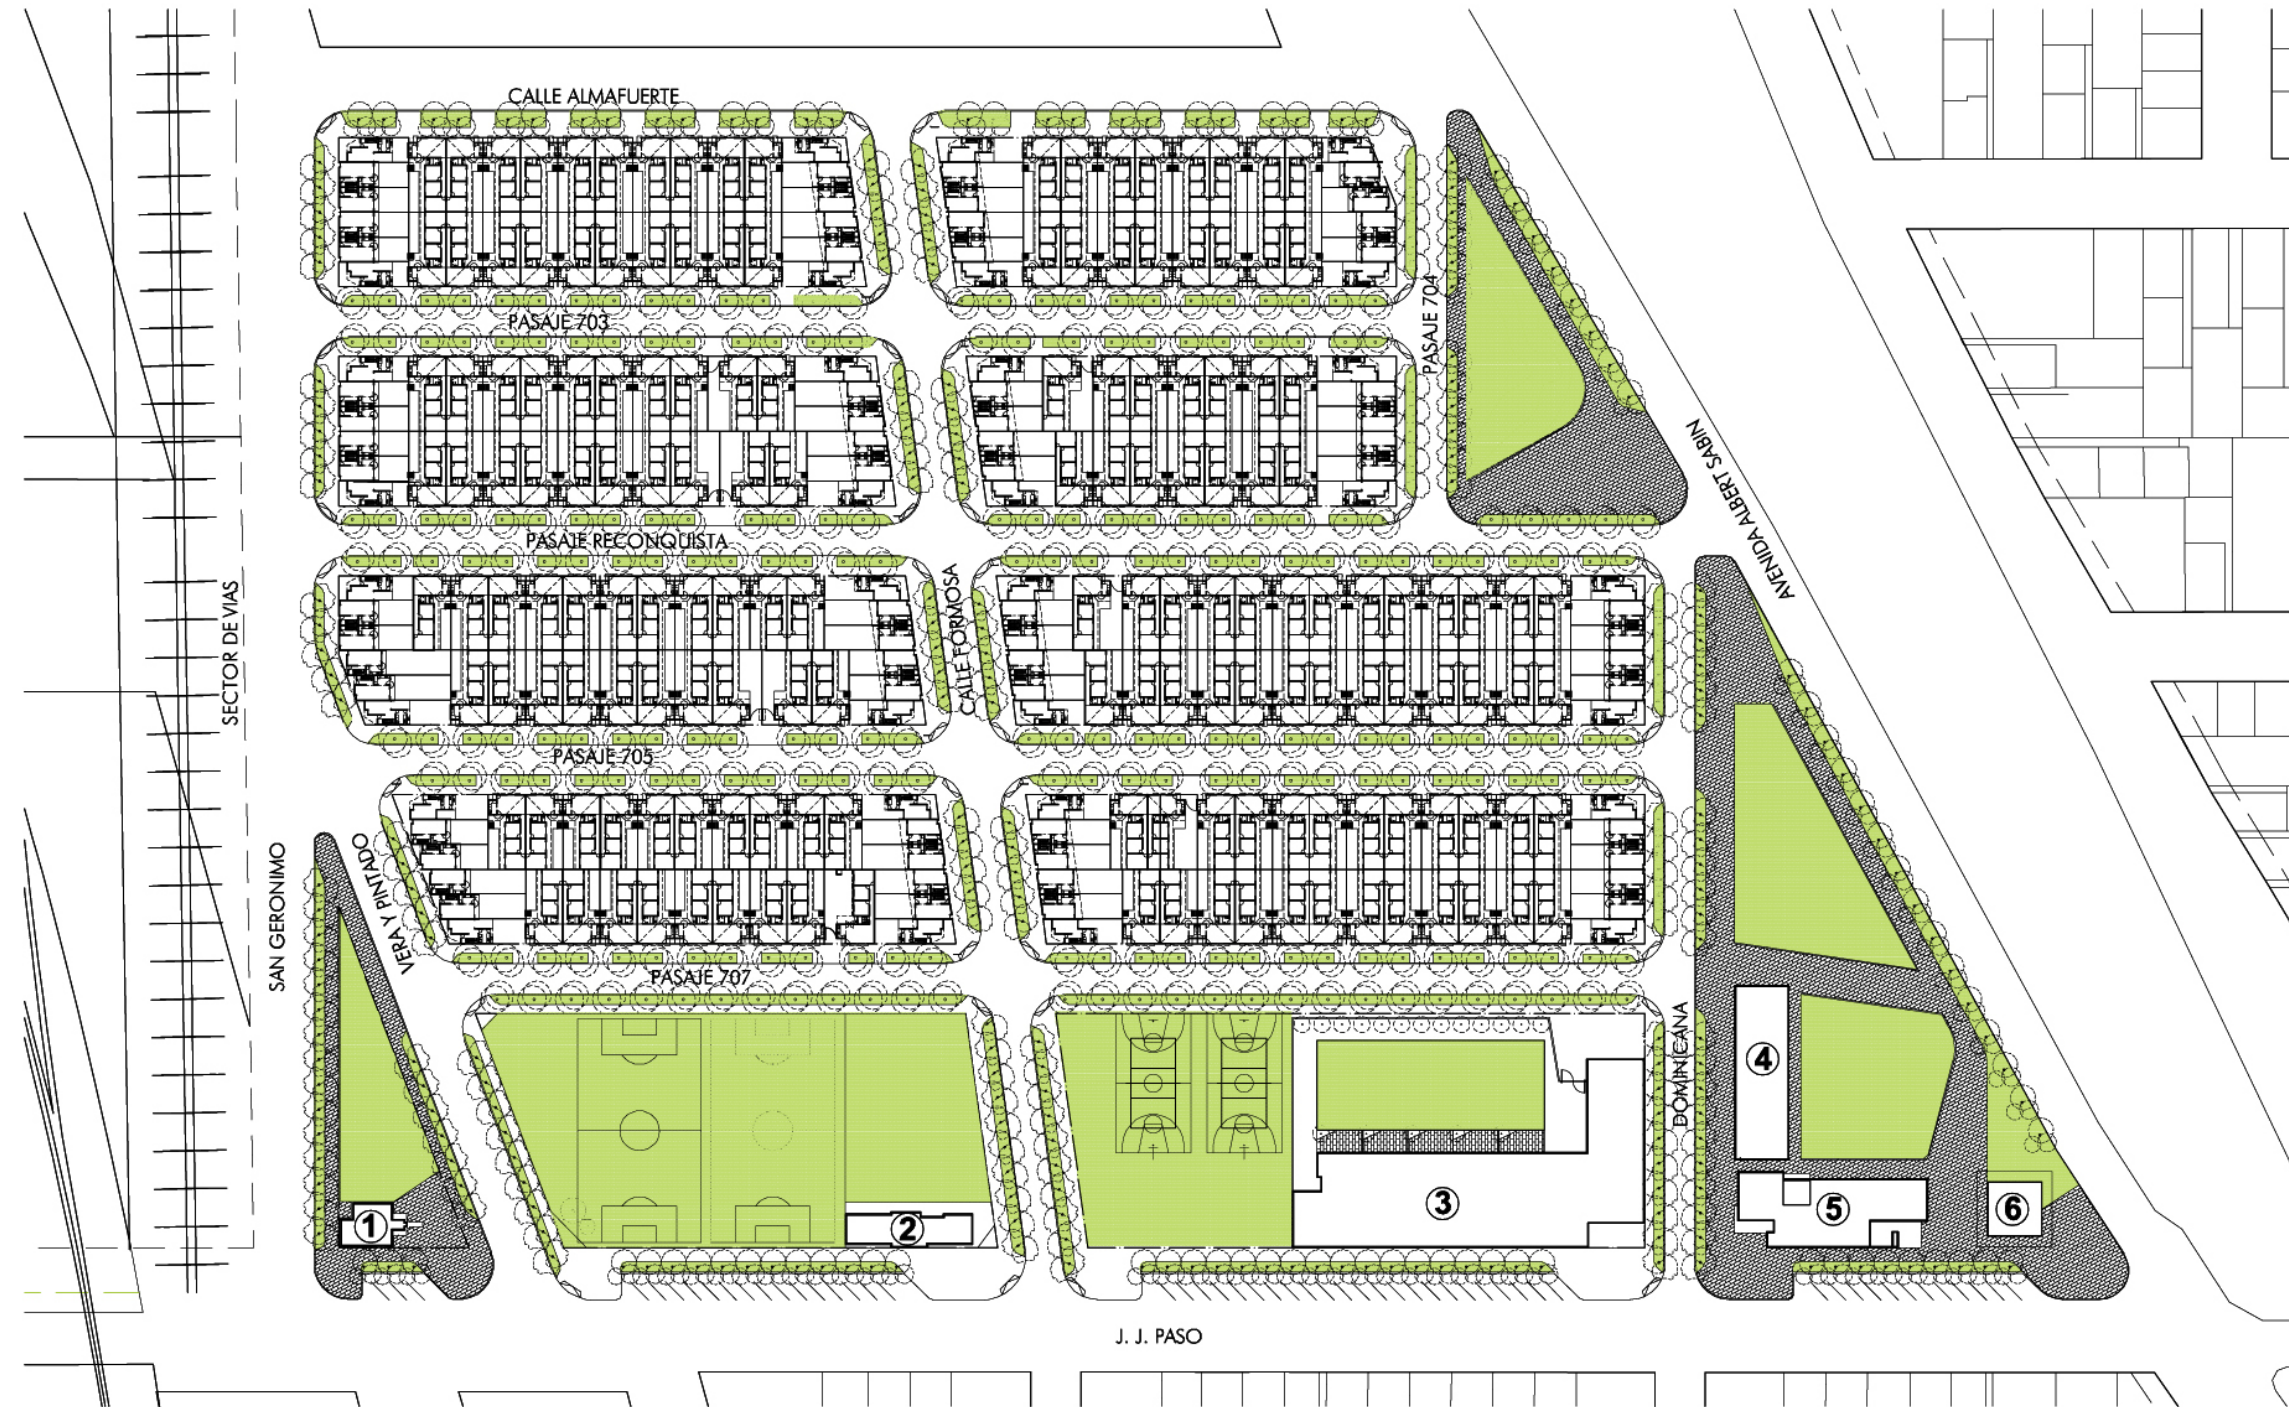 CALLE ALMAFUERTE
PASAJE 703
PASAJE 704
AVENIDA ALBERT SABIN
PASAJE RECONQUISTA
SECTOR DE VIAS
CALLE FORMOSA
PASAJE 705
SAN GERONIMO
VERA Y PINTADO
PASAJE 707
DOMINICANA
1
2
3
4
5
6
J. J. PASO